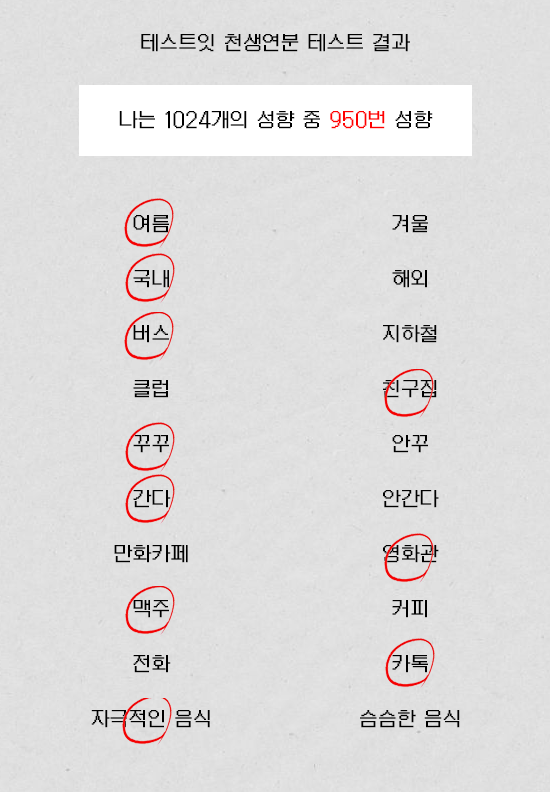 테스트잇 천생연분 테스트 결과
나는 1024개의 성향 중 950번 성향
여름 겨울
국내 해외
버스 지하철
클럽 친구집
꾸꾸 안꾸
간다 안간다
만화카페 영화관
맥주 커피
전화 카톡
자극적인 음식 슴슴한 음식